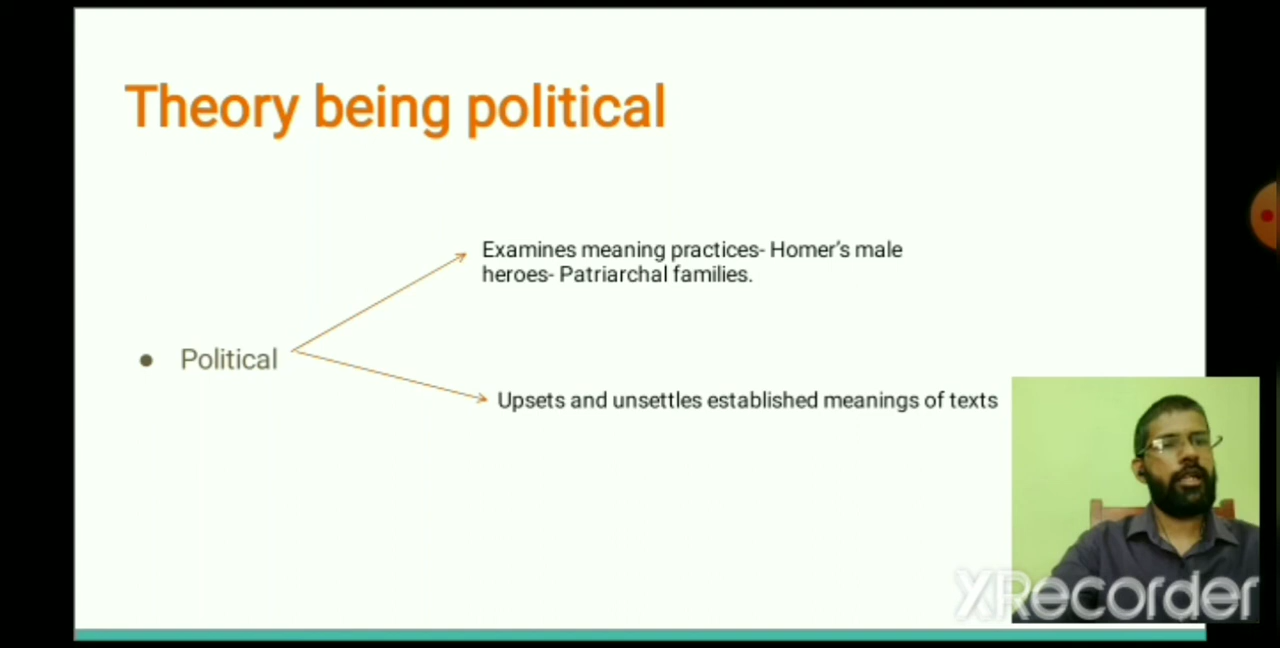 Theory being political
Examines meaning practices- Homer's male
heroes- Patriarchal families.
● Political
Upsets and unsettles established meanings of texts
XRecorder